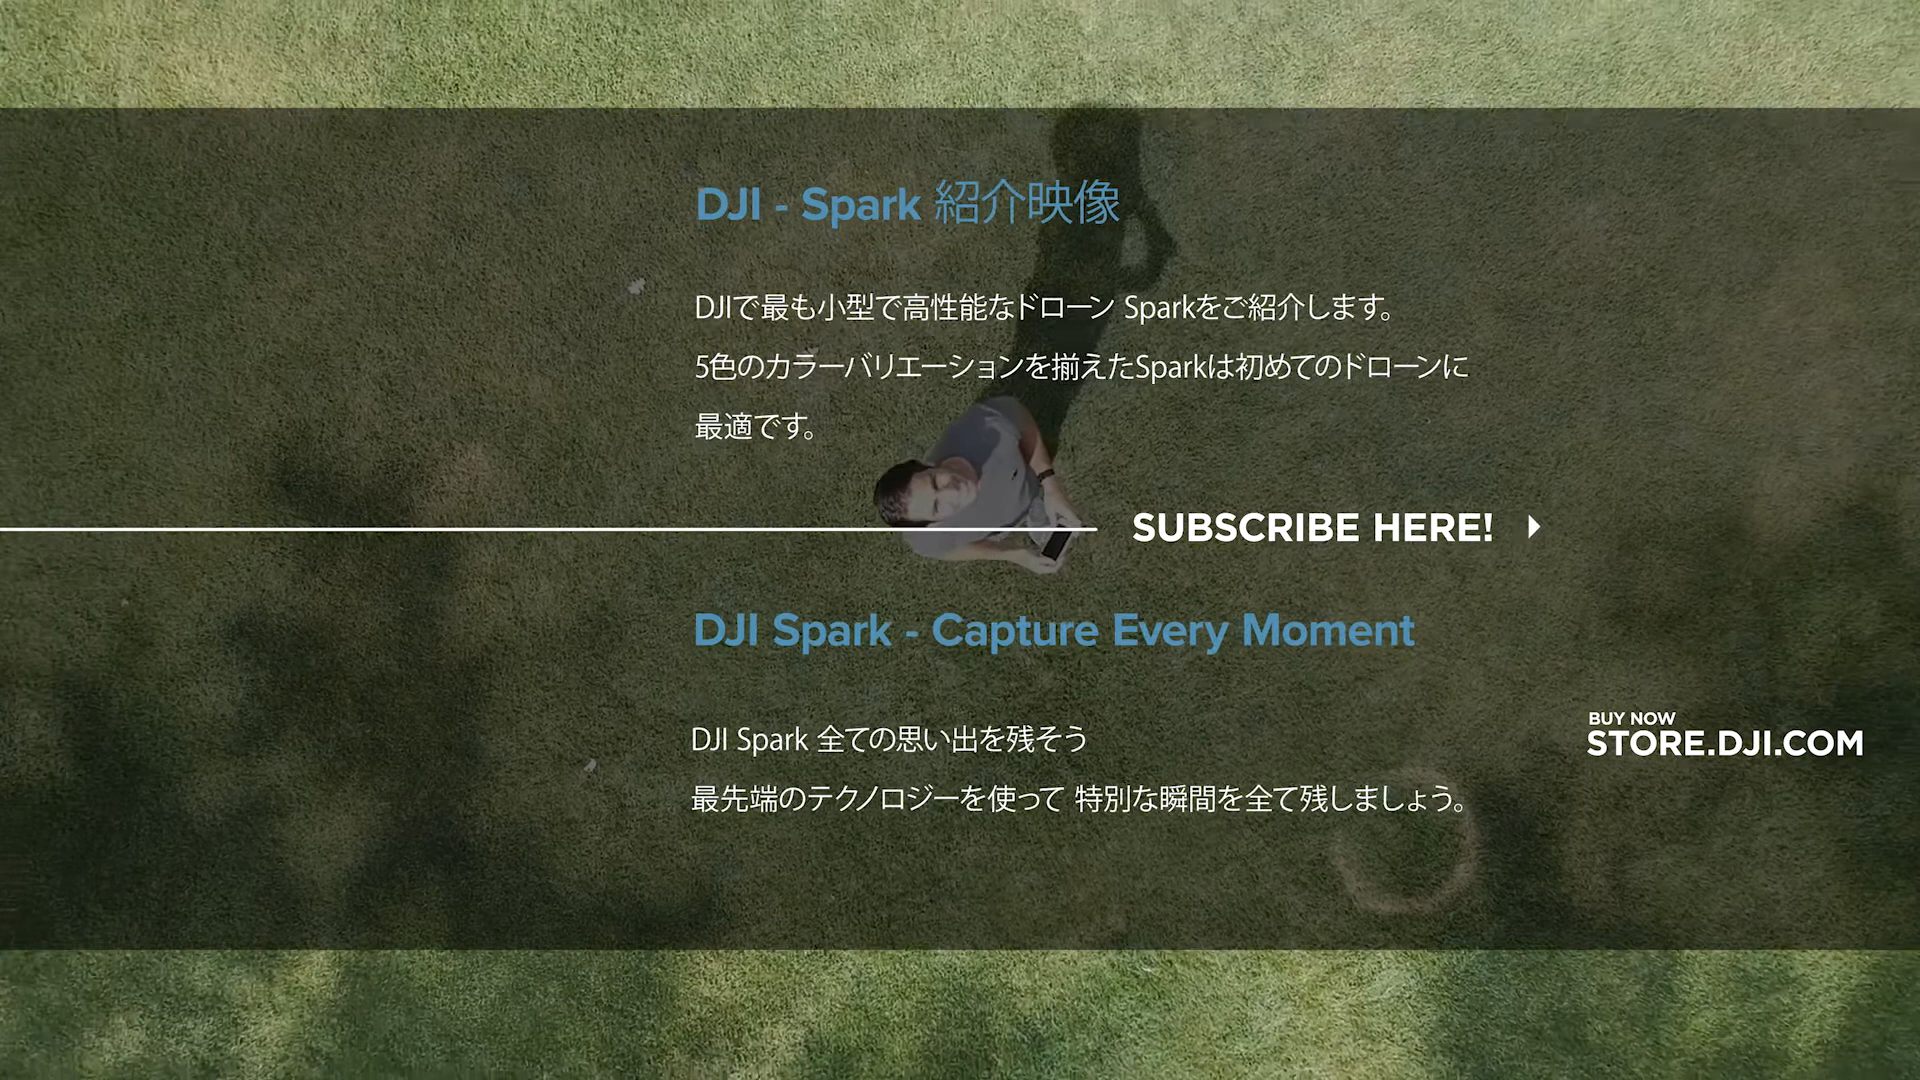 DJI - Spark 紹介映像
DJIで最も小型で高性能なドローン Sparkをご紹介します。
5色のカラーバリエーションを揃えたSparkは初めてのドローンに
最適です。
SUBSCRIBE HERE!
DJI Spark - Capture Every Moment
DJI Spark 全ての思い出を残そう
最先端のテクノロジーを使って 特別な瞬間を全て残しましょう。
BUY NOW
STORE.DJI.COM